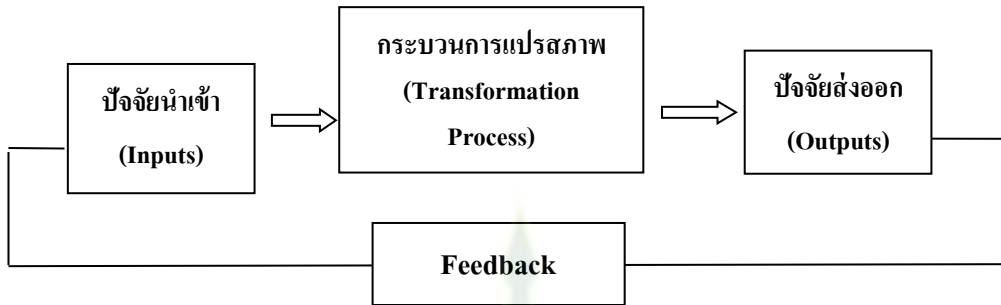 ปัจจัยนำเข้า
(Inputs)
กระบวนการแปรสภาพ
(Transformation
Process)
ปัจจัยส่งออก
(Outputs)
Feedback